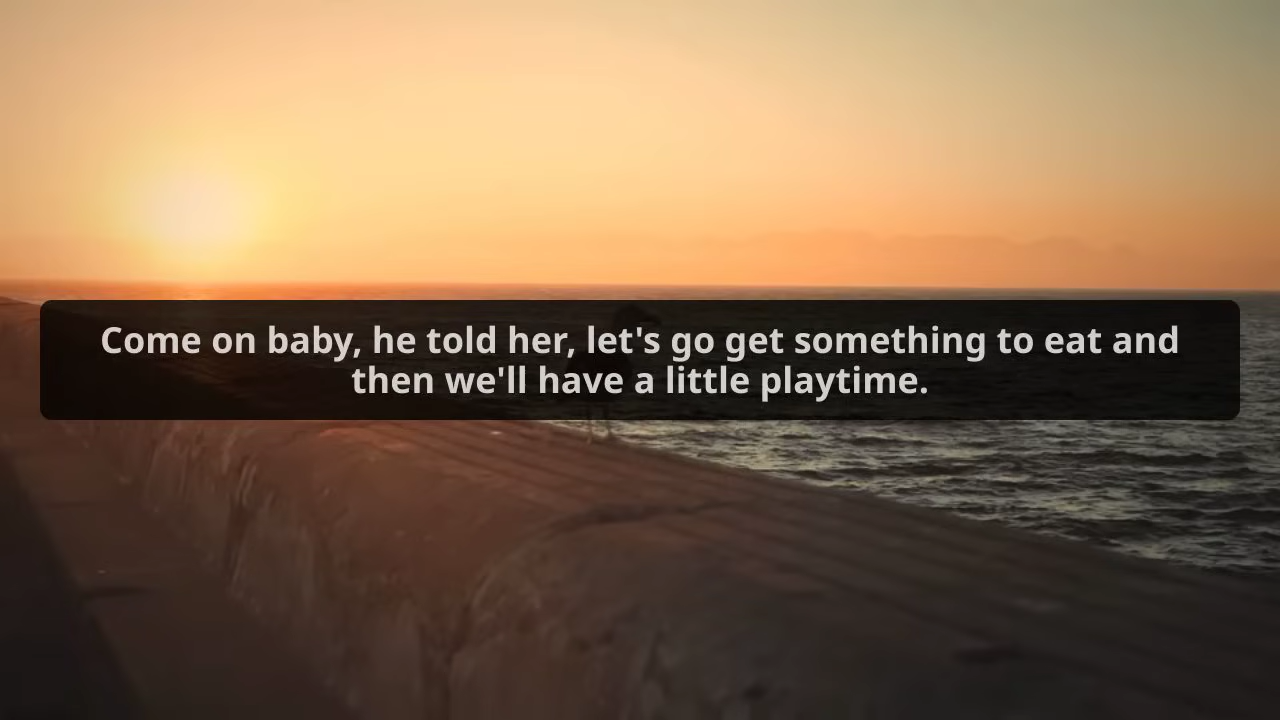 Come on baby, he told her, let's go get something to eat and
then we'll have a little playtime.